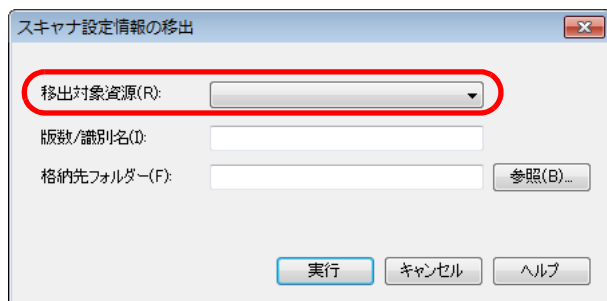 スキャナ設定情報の移出
移出対象資源(R):
版数/識別名(I):
格納先フォルダー(F):
参照(B)...
実行
キャンセル
ヘルプ